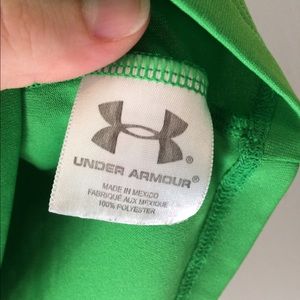 ®
UNDER ARMOUR®
MADE IN MEXICO
FABRIQUÉ AUX MEXIQUE
100% POLYESTER